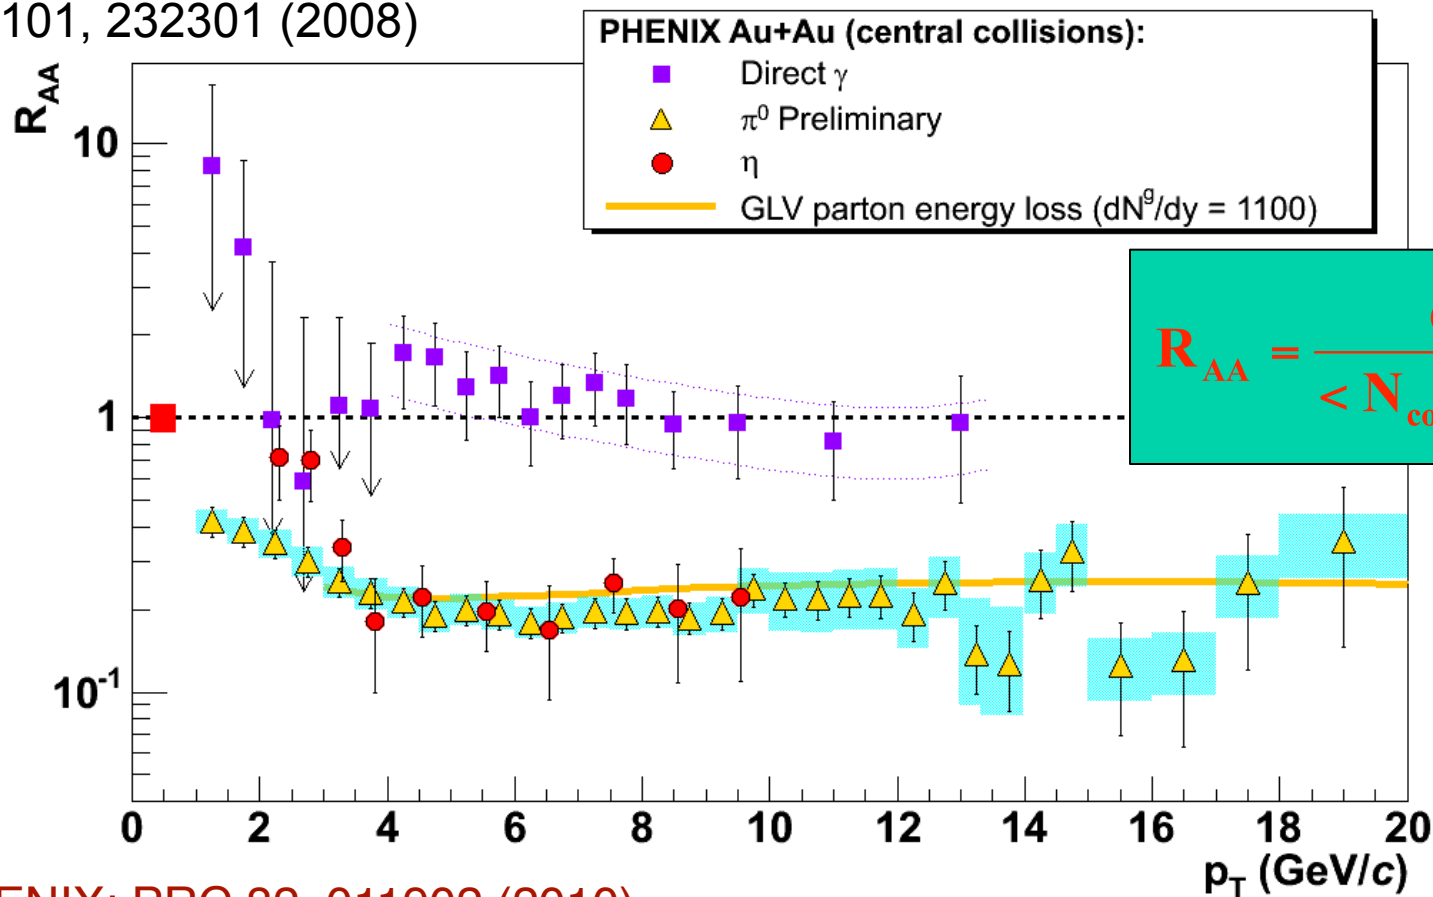 101, 232301 (2008)
PHENIX Au+Au (central collisions):
Direct γ
π⁰ Preliminary
η
GLV parton energy loss (dNᵍ/dy = 1100)
R_AA
10
1
10⁻¹
R_AA =
< N
0 2 4 6 8 10 12 14 16 18 20
p_T (GeV/c)